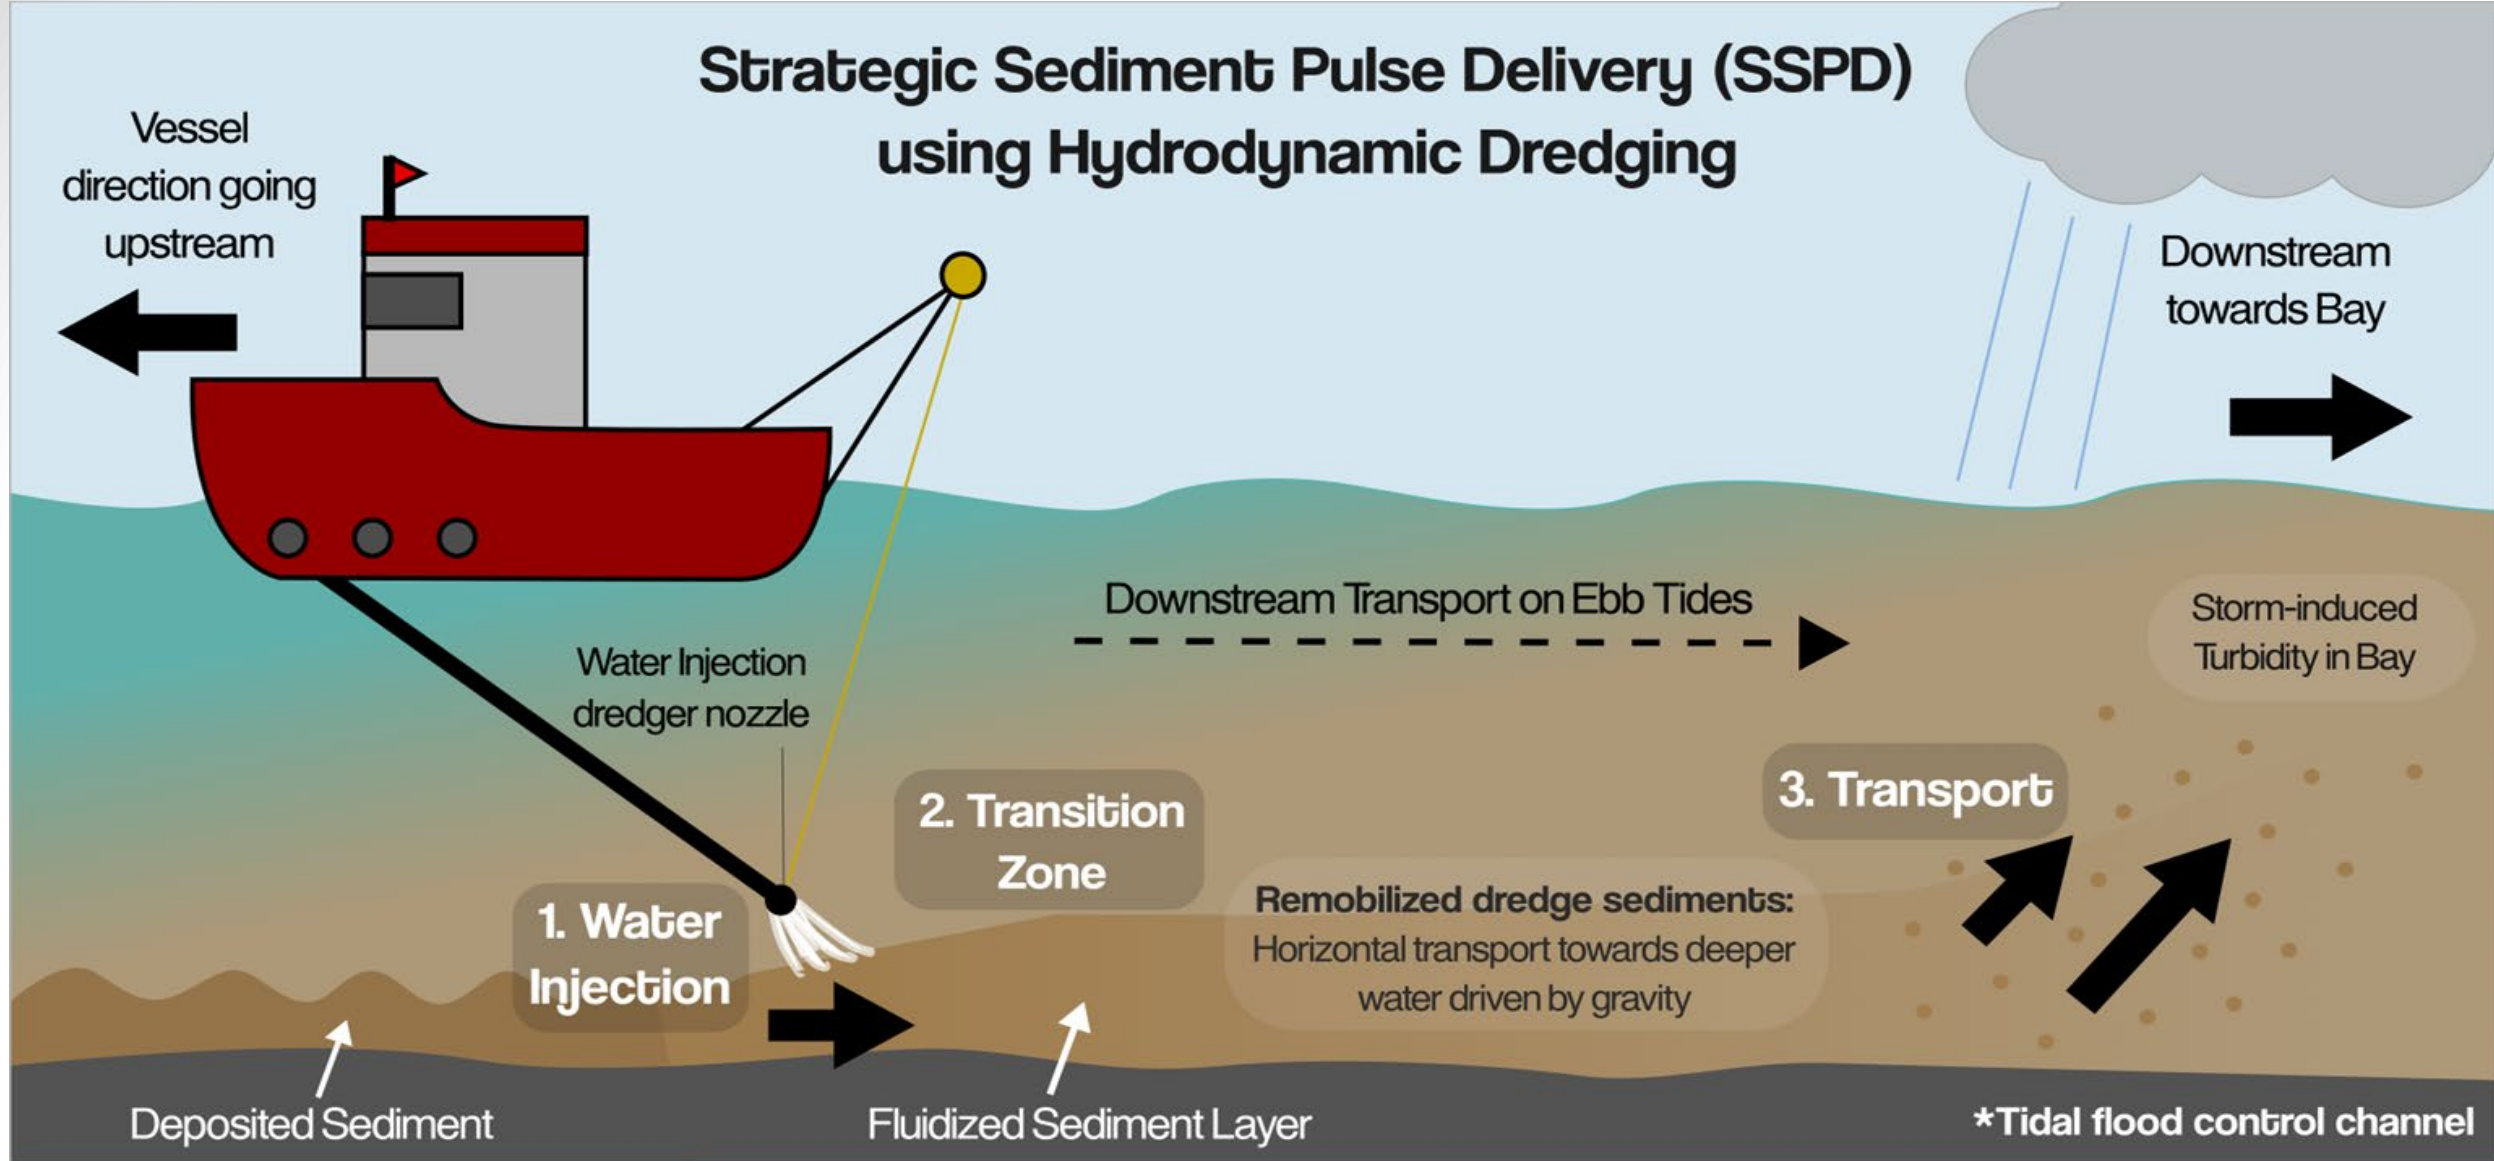 Strategic Sediment Pulse Delivery (SSPD)
using Hydrodynamic Dredging
Vessel
direction going
upstream
Downstream
towards Bay
Downstream Transport on Ebb Tides
Storm-induced
Turbidity in Bay
Water Injection
dredger nozzle
1. Water
Injection
2. Transition
Zone
3. Transport
Remobilized dredge sediments:
Horizontal transport towards deeper
water driven by gravity
Deposited Sediment
Fluidized Sediment Layer
*Tidal flood control channel